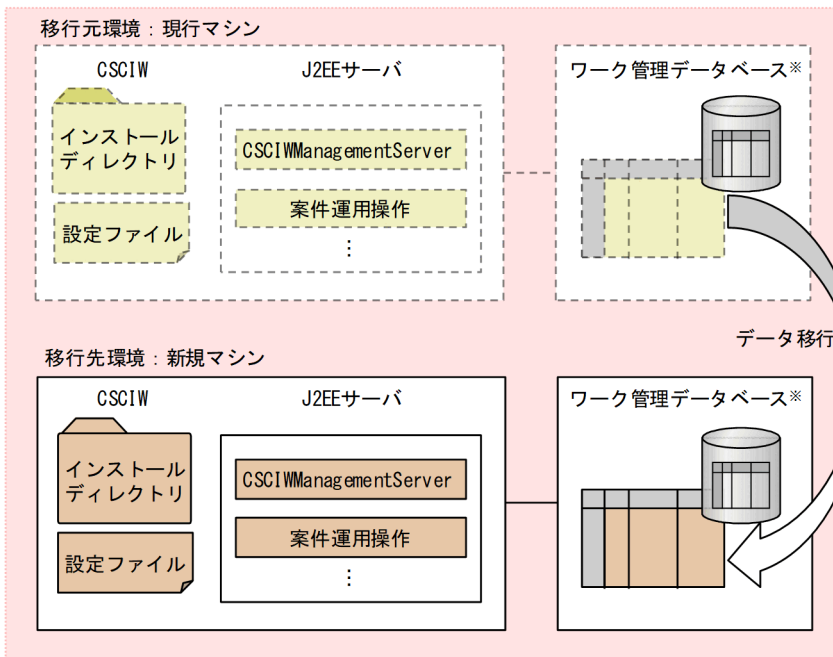 移行元環境：現行マシン
CSCIW
J2EEサーバ
ワーク管理データベース※
インストール
ディレクトリ
CSCIWManagementServer
案件運用操作
設定ファイル
⋮
データ移行
移行先環境：新規マシン
CSCIW
J2EEサーバ
ワーク管理データベース※
インストール
ディレクトリ
CSCIWManagementServer
案件運用操作
設定ファイル
⋮